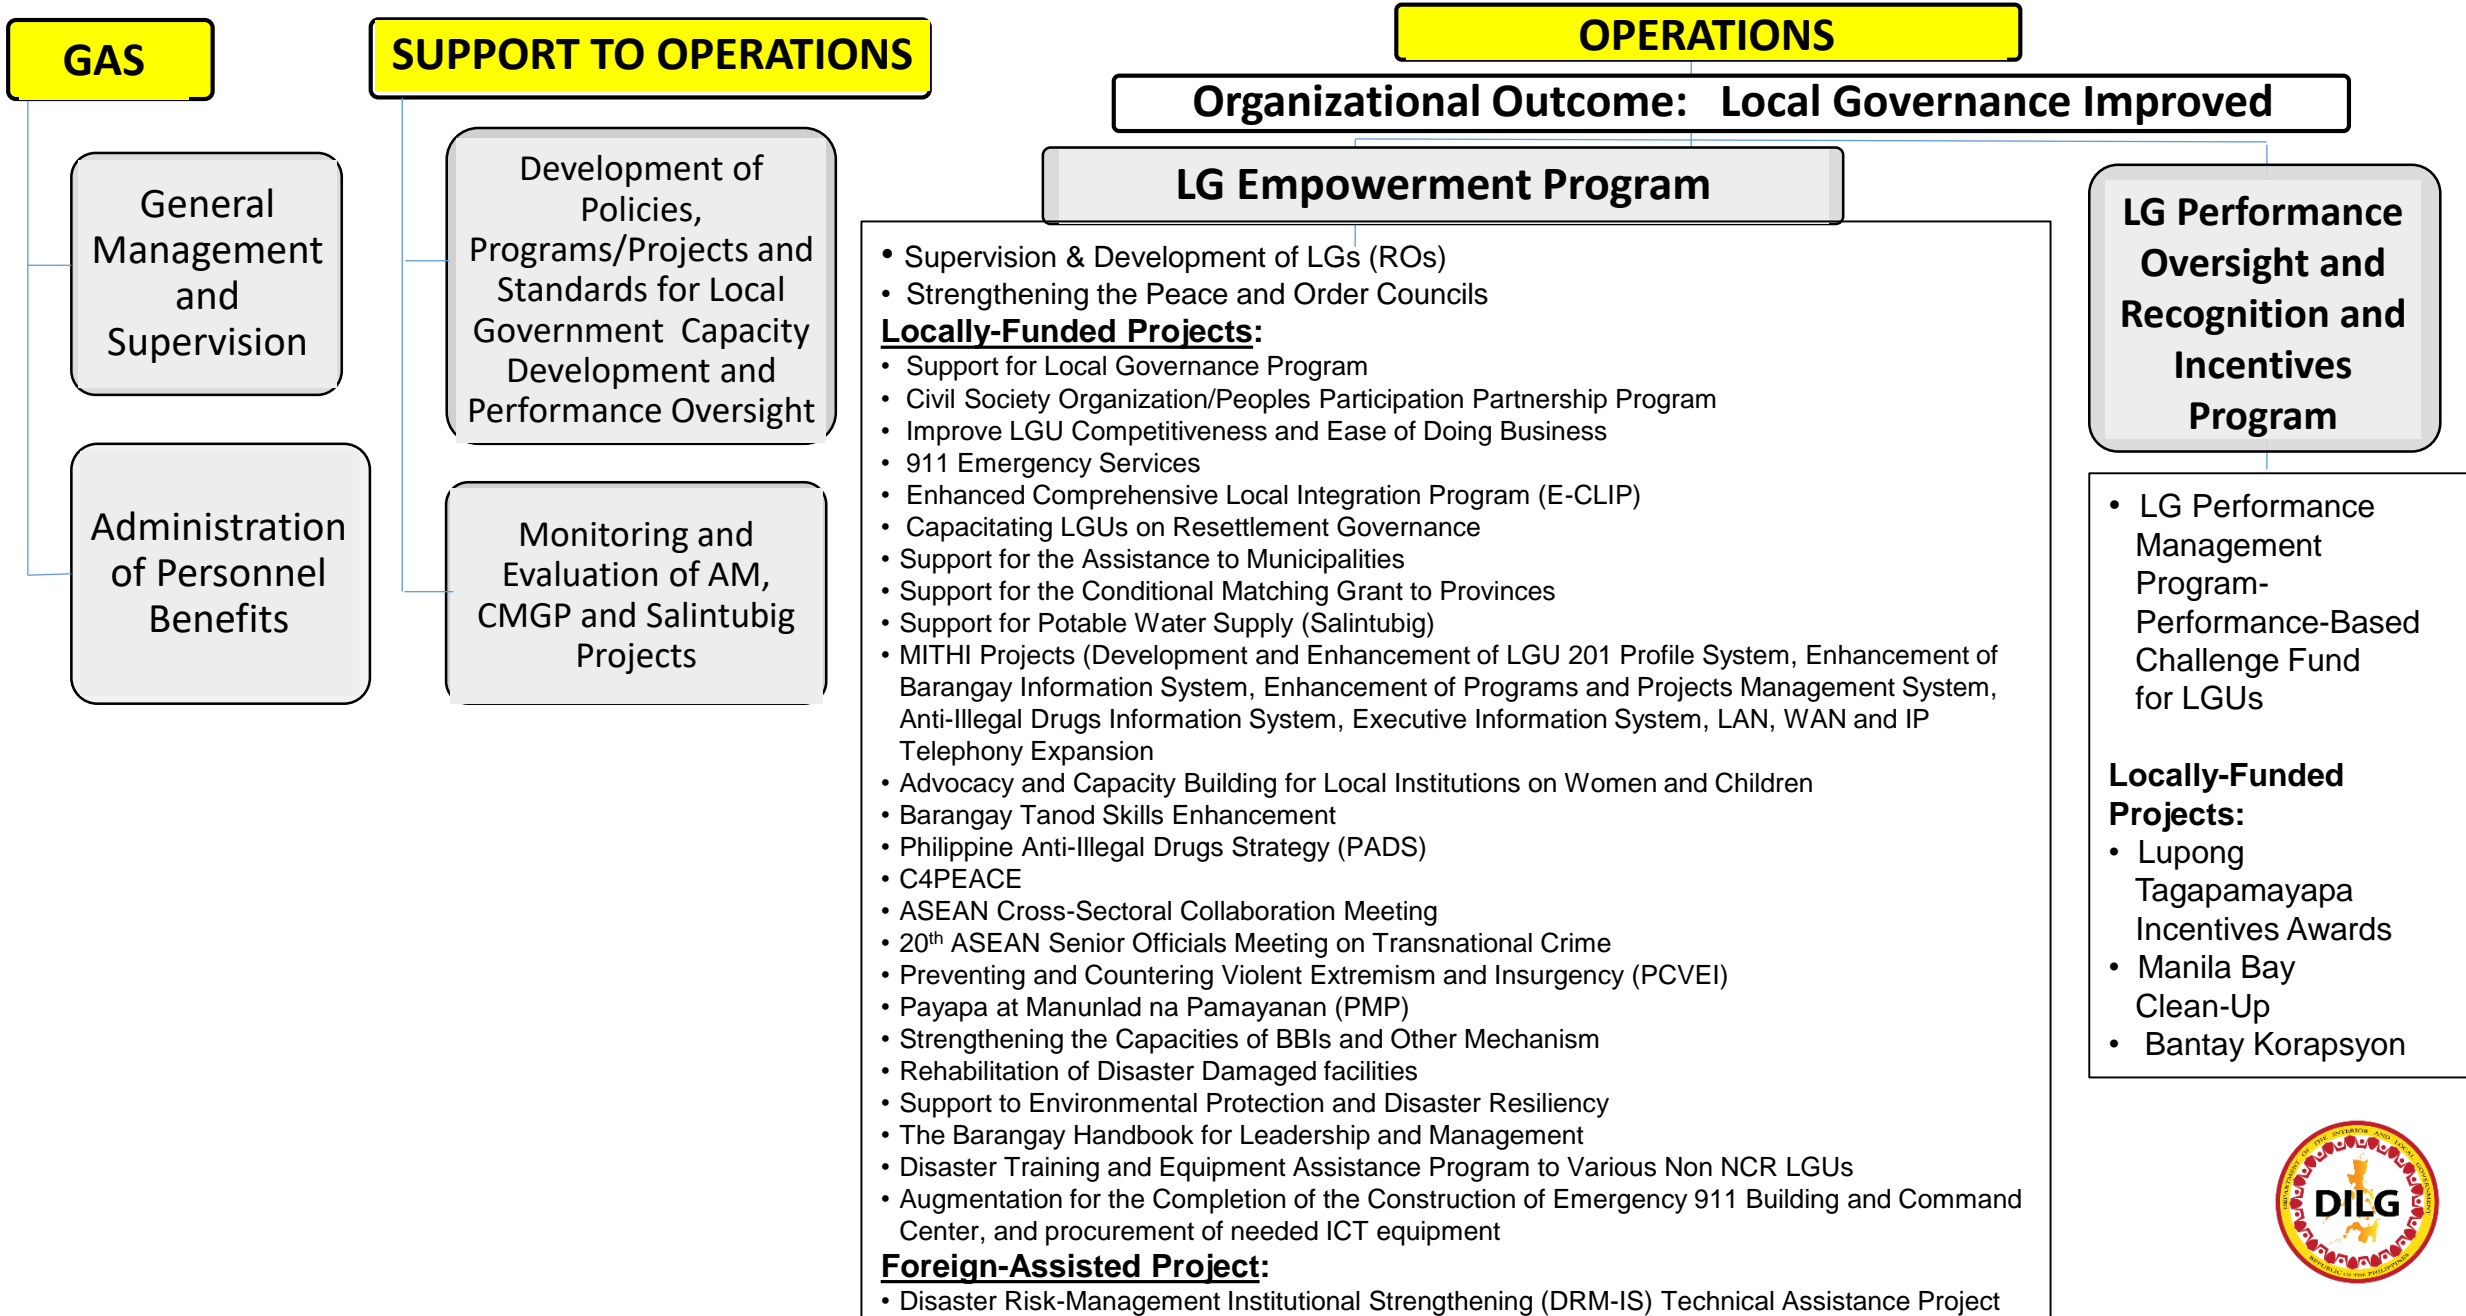 GAS
SUPPORT TO OPERATIONS
OPERATIONS
Organizational Outcome: Local Governance Improved
General
Management
and
Supervision
Administration
of Personnel
Benefits
Development of
Policies,
Programs/Projects and
Standards for Local
Government Capacity
Development and
Performance Oversight
Monitoring and
Evaluation of AM,
CMGP and Salintubig
Projects
LG Empowerment Program
• Supervision & Development of LGs (ROs)
• Strengthening the Peace and Order Councils
Locally-Funded Projects:
• Support for Local Governance Program
• Civil Society Organization/Peoples Participation Partnership Program
• Improve LGU Competitiveness and Ease of Doing Business
• 911 Emergency Services
• Enhanced Comprehensive Local Integration Program (E-CLIP)
• Capacitating LGUs on Resettlement Governance
• Support for the Assistance to Municipalities
• Support for the Conditional Matching Grant to Provinces
• Support for Potable Water Supply (Salintubig)
• MITHI Projects (Development and Enhancement of LGU 201 Profile System, Enhancement of
Barangay Information System, Enhancement of Programs and Projects Management System,
Anti-Illegal Drugs Information System, Executive Information System, LAN, WAN and IP
Telephony Expansion
• Advocacy and Capacity Building for Local Institutions on Women and Children
• Barangay Tanod Skills Enhancement
• Philippine Anti-Illegal Drugs Strategy (PADS)
• C4PEACE
• ASEAN Cross-Sectoral Collaboration Meeting
• 20th ASEAN Senior Officials Meeting on Transnational Crime
• Preventing and Countering Violent Extremism and Insurgency (PCVEI)
• Payapa at Manunlad na Pamayanan (PMP)
• Strengthening the Capacities of BBIs and Other Mechanism
• Rehabilitation of Disaster Damaged facilities
• Support to Environmental Protection and Disaster Resiliency
• The Barangay Handbook for Leadership and Management
• Disaster Training and Equipment Assistance Program to Various Non NCR LGUs
• Augmentation for the Completion of the Construction of Emergency 911 Building and Command
Center, and procurement of needed ICT equipment
Foreign-Assisted Project:
• Disaster Risk-Management Institutional Strengthening (DRM-IS) Technical Assistance Project
LG Performance
Oversight and
Recognition and
Incentives
Program
• LG Performance
Management
Program-
Performance-Based
Challenge Fund
for LGUs
Locally-Funded
Projects:
• Lupong
Tagapamayapa
Incentives Awards
• Manila Bay
Clean-Up
• Bantay Korapsyon
DEPARTMENT OF THE INTERIOR AND LOCAL GOVERNMENT
DILG
REPUBLIC OF THE PHILIPPINES